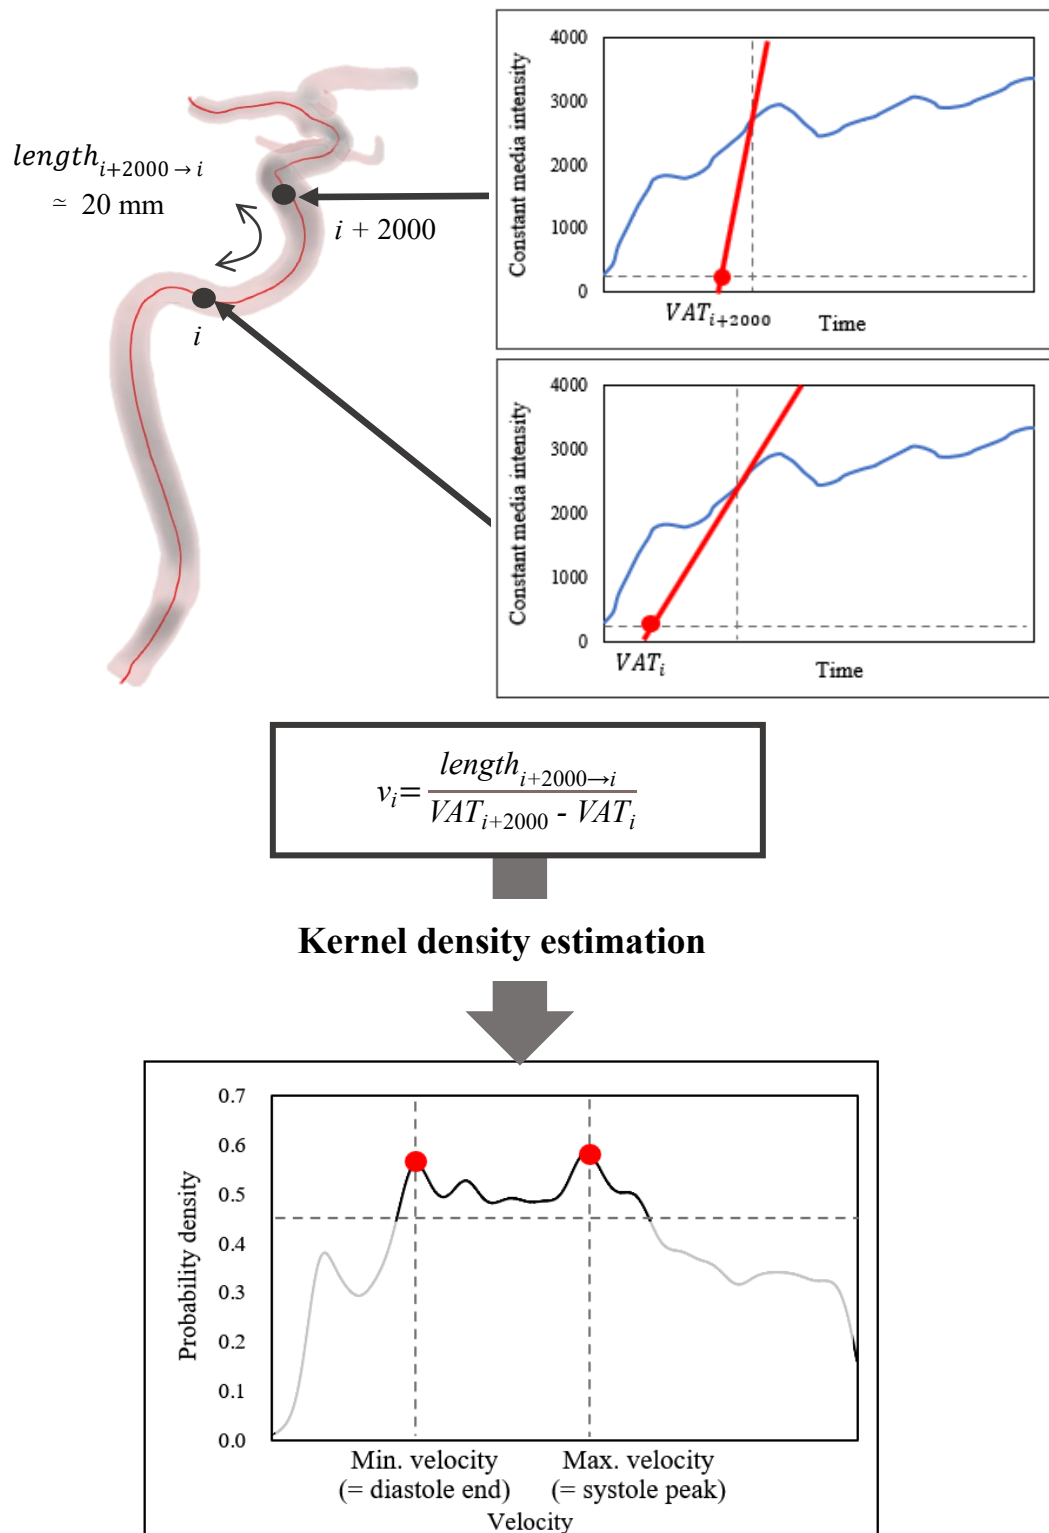 length_{i+2000→i}
≃ 20 mm
i + 2000
i
Constant media intensity
4000
3000
2000
1000
0
VAT_{i+2000}
Time
Constant media intensity
4000
3000
2000
1000
0
VAT_i
Time
v_i = length_{i+2000→i} / VAT_{i+2000} - VAT_i
Kernel density estimation
Probability density
0.7
0.6
0.5
0.4
0.3
0.2
0.1
0.0
Min. velocity
(= diastole end)
Max. velocity
(= systole peak)
Velocity